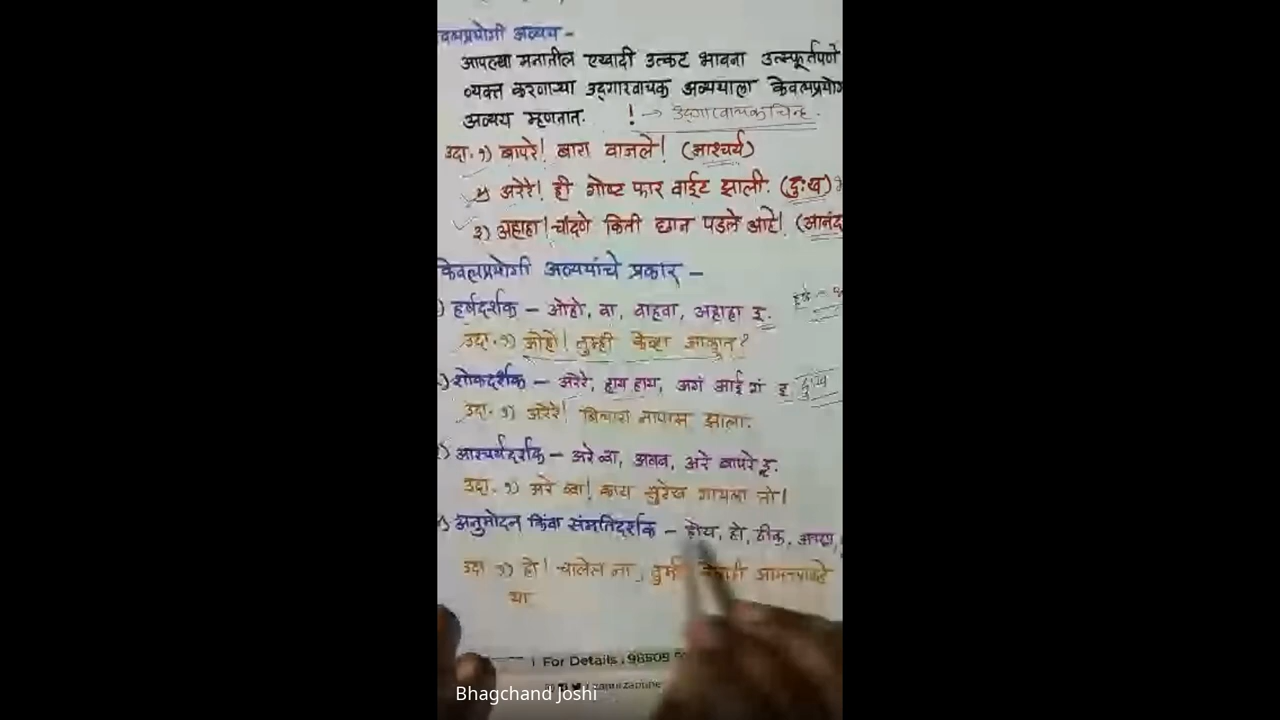 केवलप्रयोगी अव्यय -
आपल्या मनातील एखादी उत्कट भावना उत्स्फूर्तपणे
व्यक्त करणाऱ्या उद्गारवाचक अव्ययाला केवलप्रयोगी
अव्यय म्हणतात. ! → उद्गारवाचक चिन्ह.
उदा. १) बापरे! बारा वाजले! (आश्चर्य)
२) अरेरे! ही गोष्ट फार वाईट झाली. (दुःख)
३) अहाहा! चांदणे किती छान पडले आहे! (आनंद
केवलप्रयोगी अव्ययांचे प्रकार -
) हर्षदर्शक - ओहो, वा, वाहवा, अहाहा इ.
उदा. १) ओहो! तुम्ही केव्हा आलात?
) शोकदर्शक - अरेरे, हाय हाय, अगं आई गं इ दुःख
उदा. १) अरेरे! बिचारा नापास झाला.
) आश्चर्यदर्शक - अरे व्वा, अबब, अरे बापरे इ.
उदा. १) अरे व्वा! काय सुरेख गायला तो!
) अनुमोदन किंवा संमतिदर्शक - होय, हो, ठीक,
उदा १) हो! चालेल ना, आमच्याकडे
या
For Details : 98509
Bhagchand Joshi